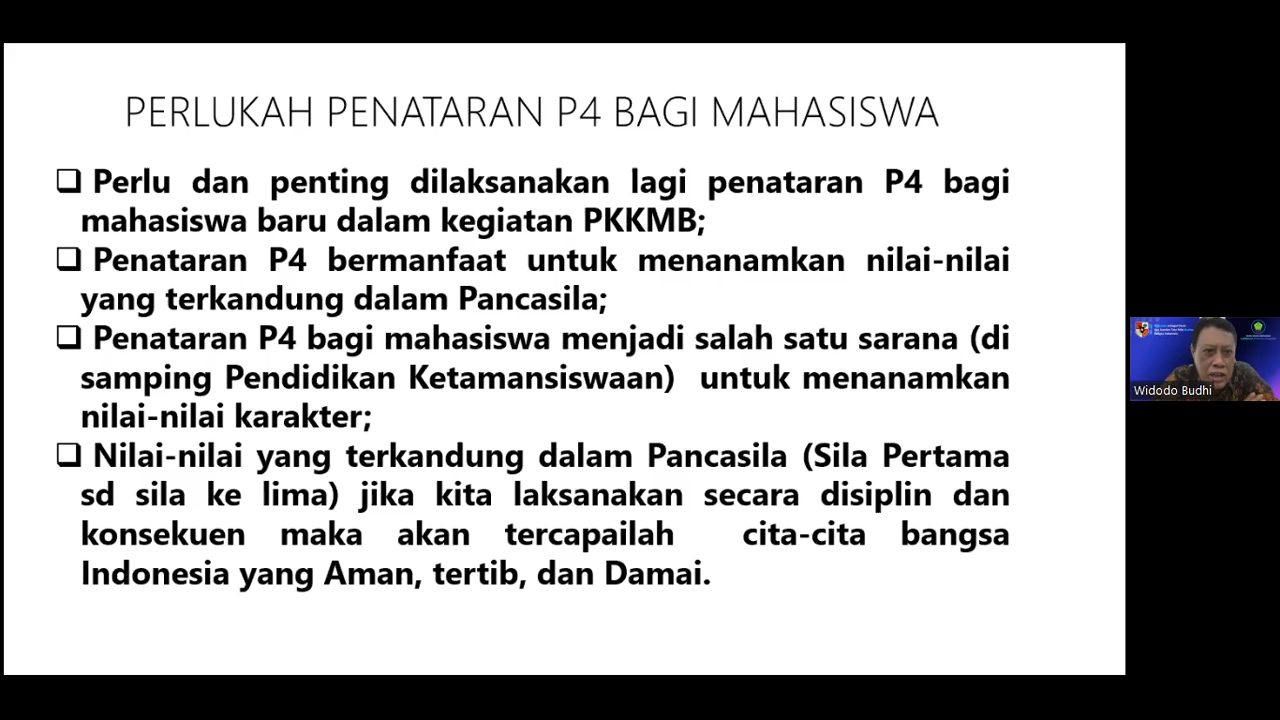 PERLUKAH PENATARAN P4 BAGI MAHASISWA
Perlu dan penting dilaksanakan lagi penataran P4 bagi
mahasiswa baru dalam kegiatan PKKMB;
Penataran P4 bermanfaat untuk menanamkan nilai-nilai
yang terkandung dalam Pancasila;
Penataran P4 bagi mahasiswa menjadi salah satu sarana (di
samping Pendidikan Ketamansiswaan) untuk menanamkan
nilai-nilai karakter;
Nilai-nilai yang terkandung dalam Pancasila (Sila Pertama
sd sila ke lima) jika kita laksanakan secara disiplin dan
konsekuen maka akan tercapailah cita-cita bangsa
Indonesia yang Aman, tertib, dan Damai.
Widodo Budhi